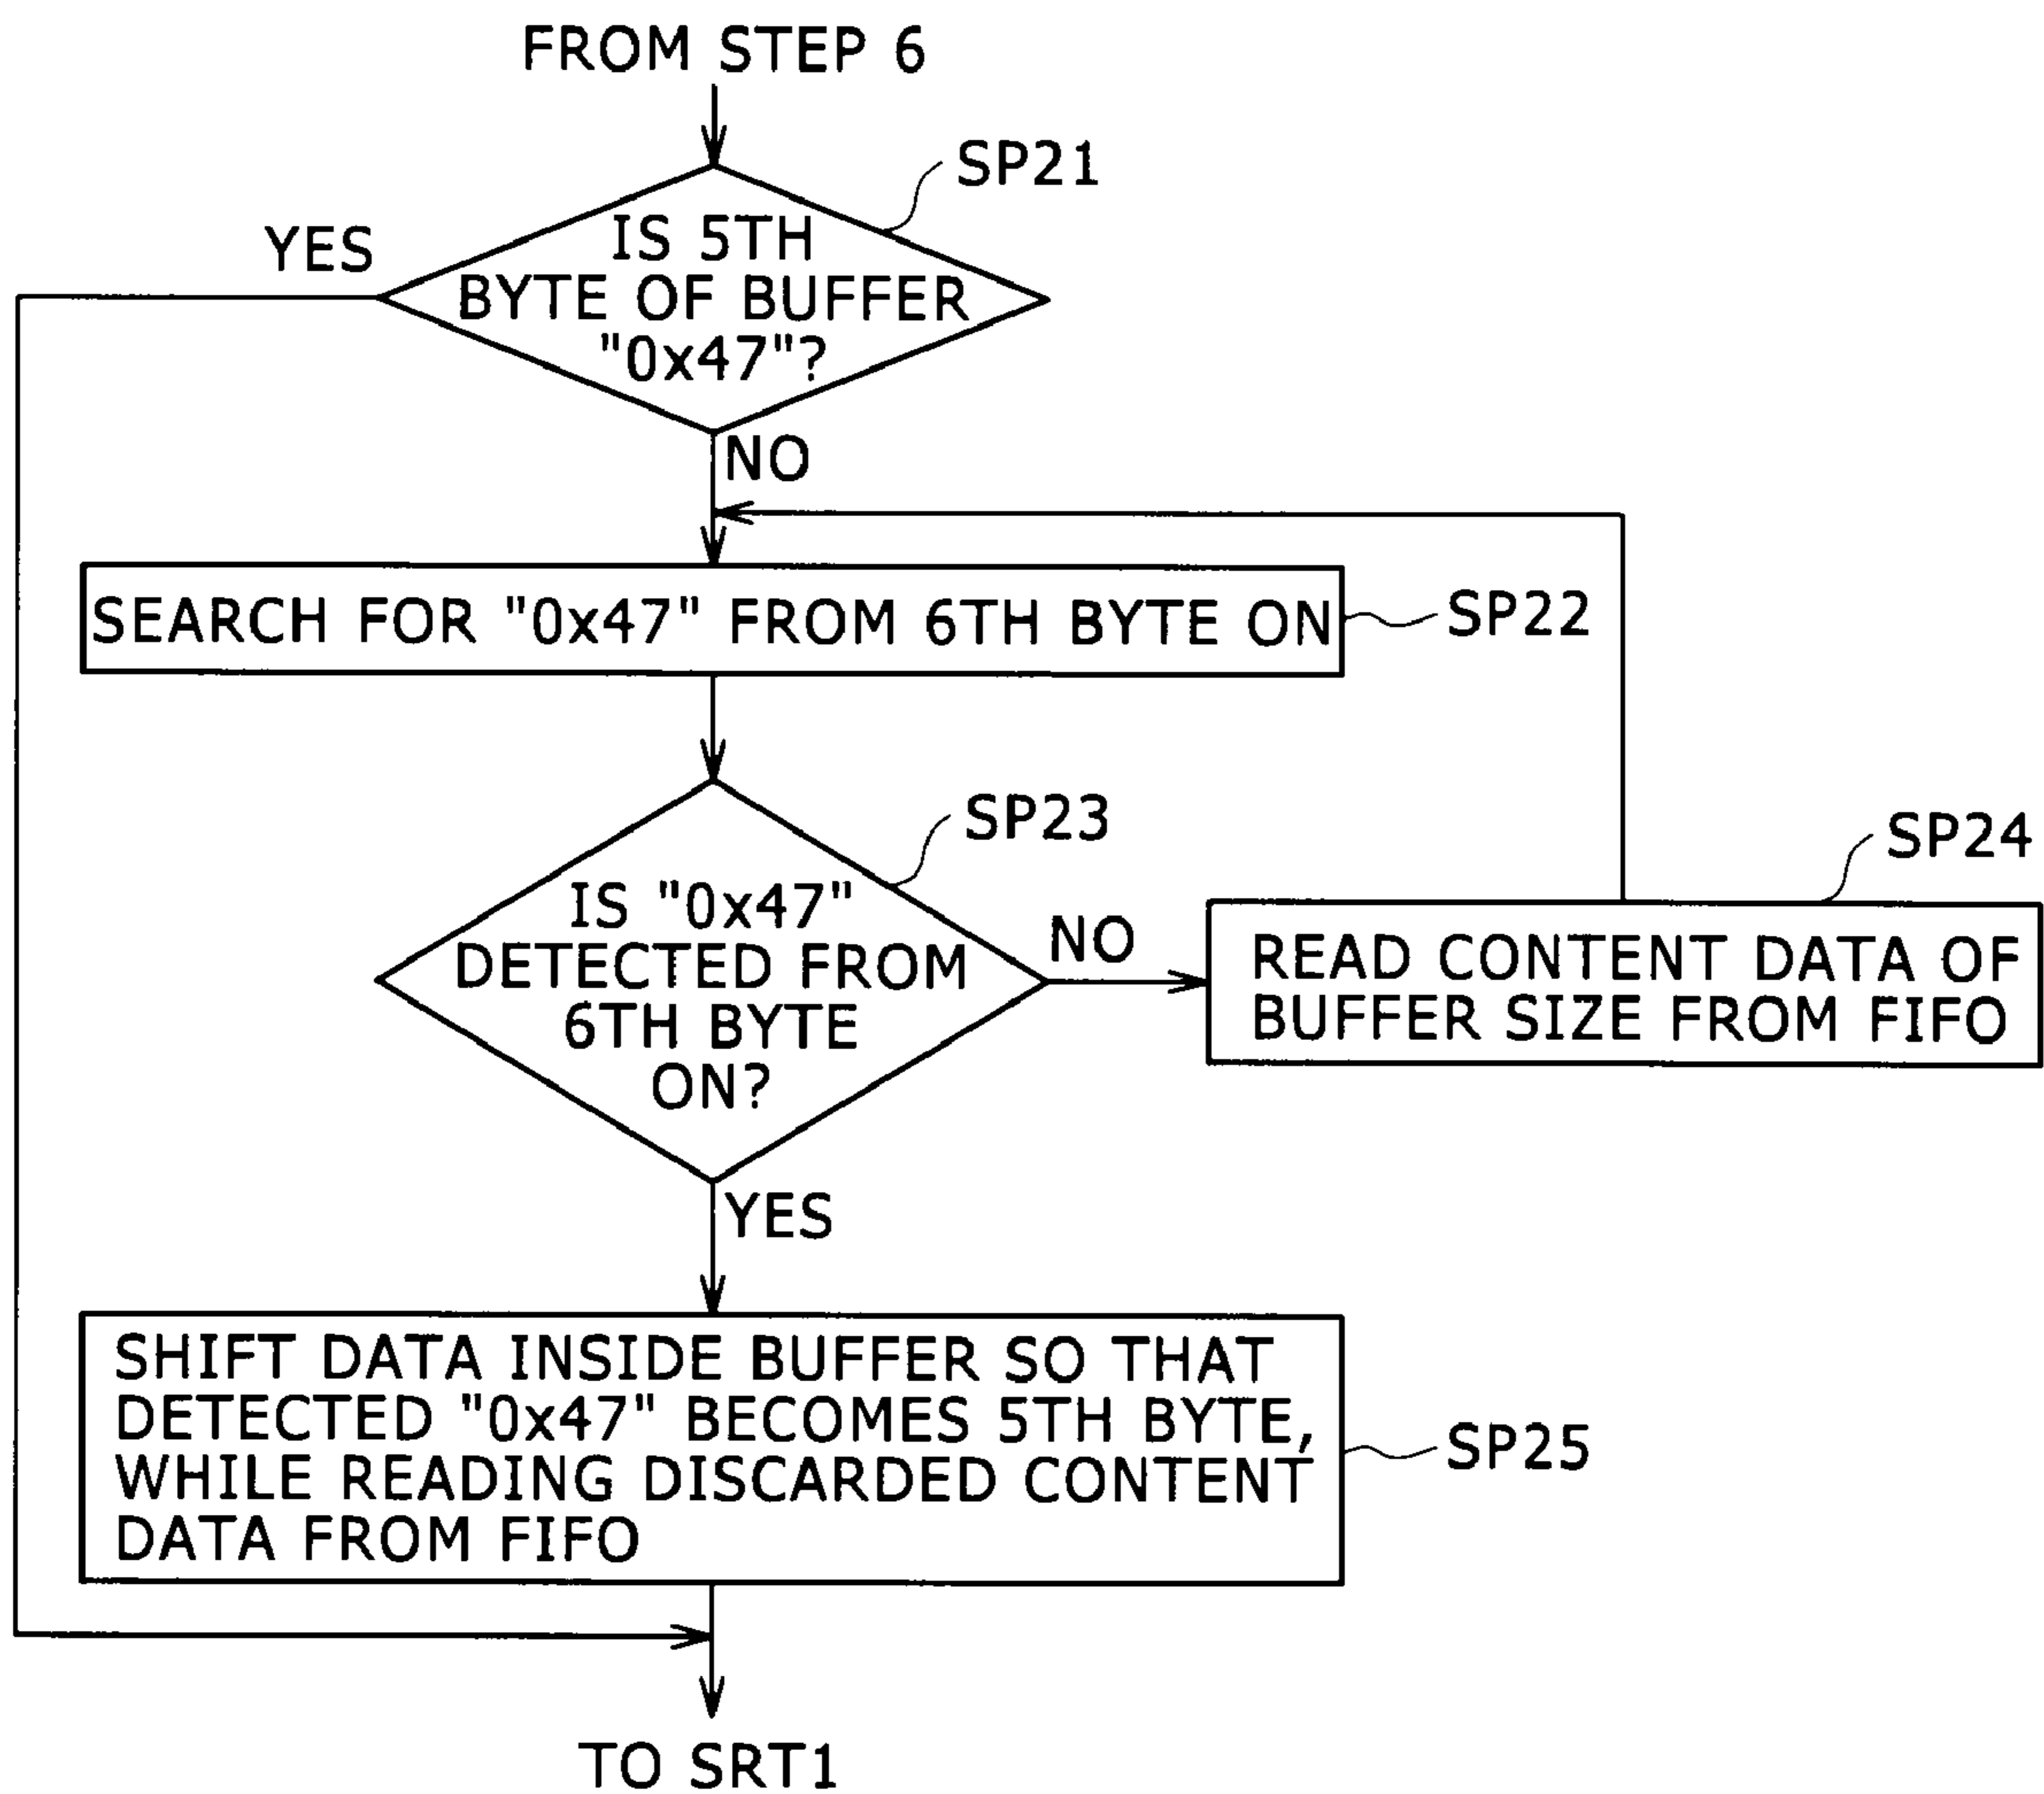 FROM STEP 6
SP21
YES
IS 5TH
BYTE OF BUFFER
"0x47"?
NO
SEARCH FOR "0x47" FROM 6TH BYTE ON
SP22
SP23
SP24
IS "0x47"
DETECTED FROM
6TH BYTE
ON?
NO
READ CONTENT DATA OF
BUFFER SIZE FROM FIFO
YES
SHIFT DATA INSIDE BUFFER SO THAT
DETECTED "0x47" BECOMES 5TH BYTE,
WHILE READING DISCARDED CONTENT
DATA FROM FIFO
SP25
TO SRT1